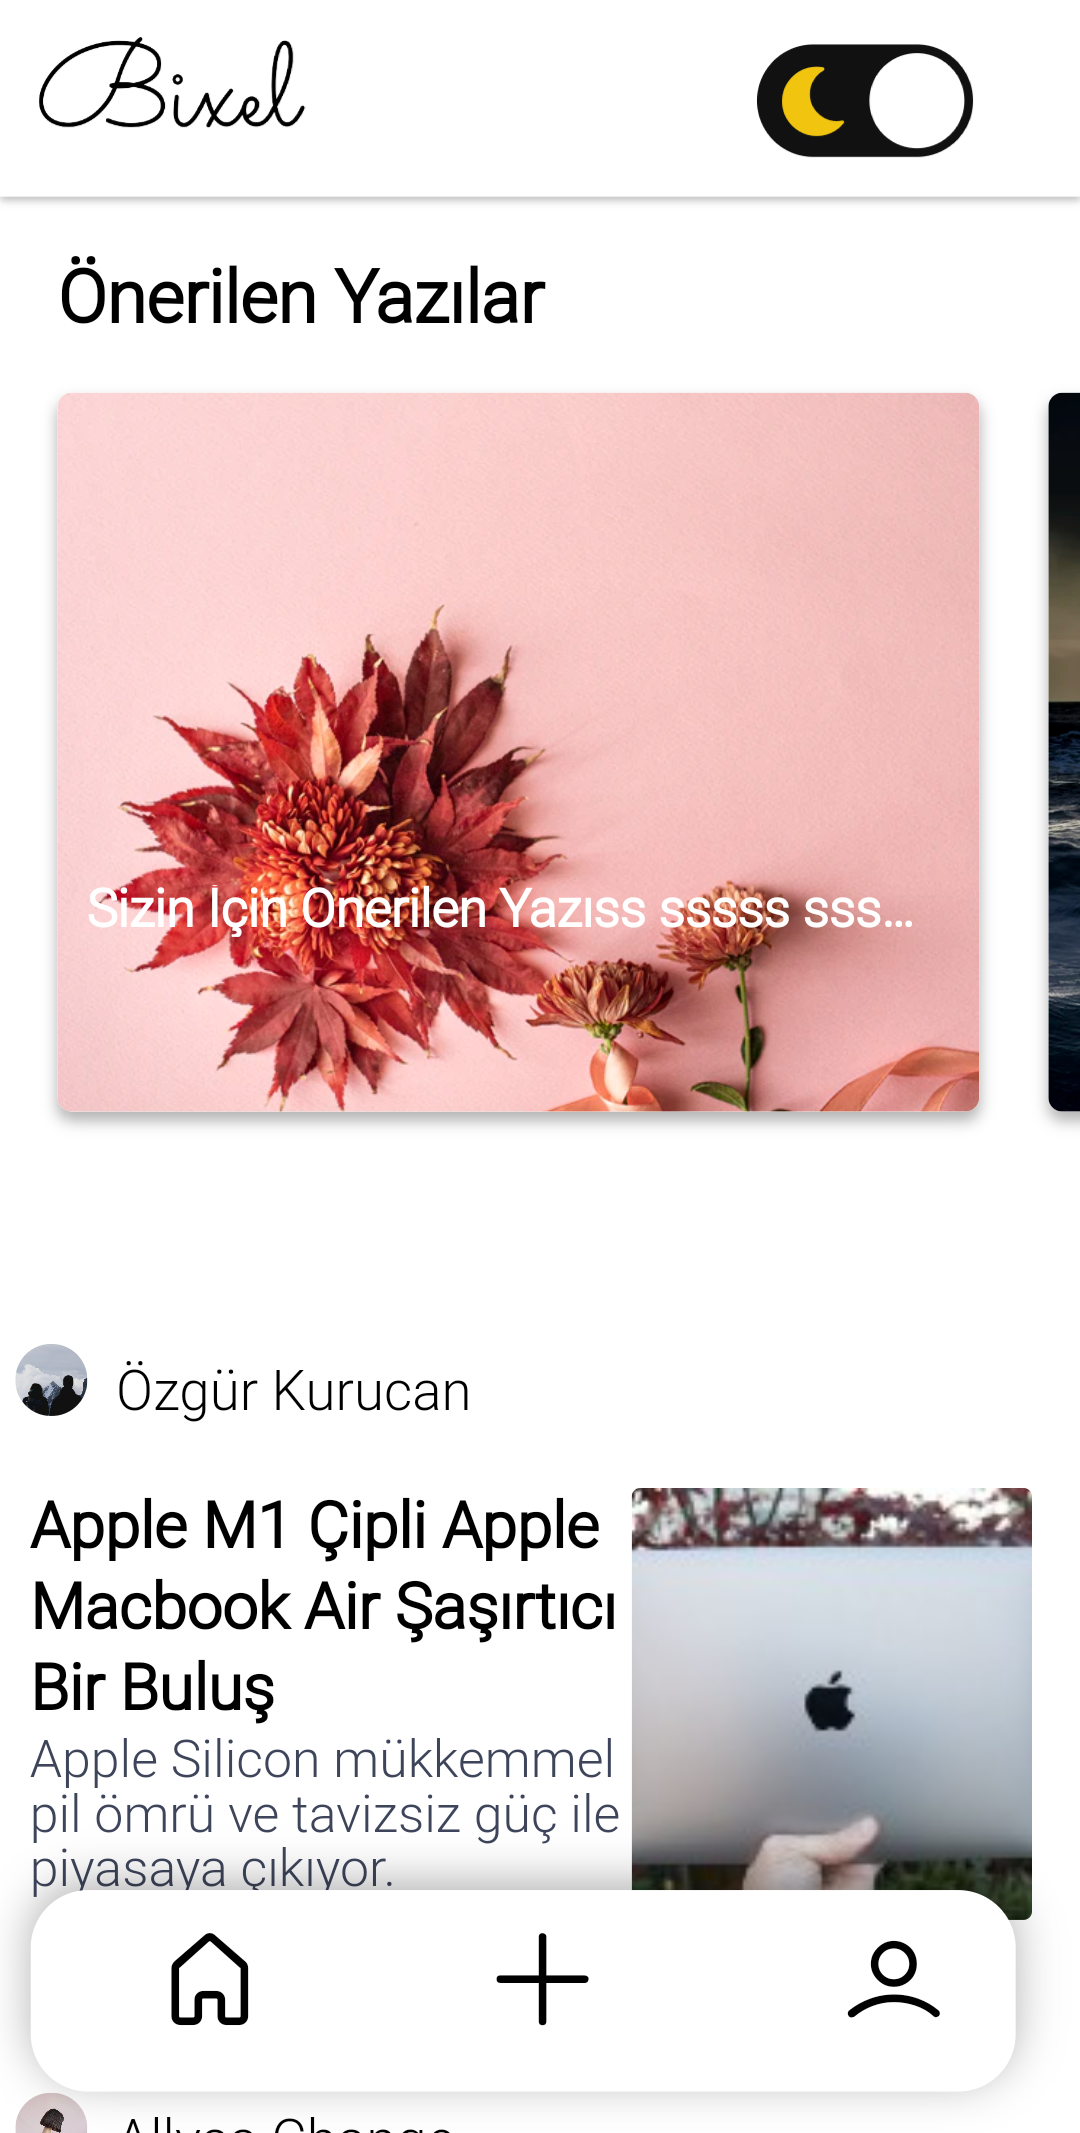 Bixel
Önerilen Yazılar
Sizin İçin Önerilen Yazıss sssss sss...
Özgür Kurucan
Apple M1 Çipli Apple
Macbook Air Şaşırtıcı
Bir Buluş
Apple Silicon mükkemmel
pil ömrü ve tavizsiz güç ile
piyasaya çıkıyor.